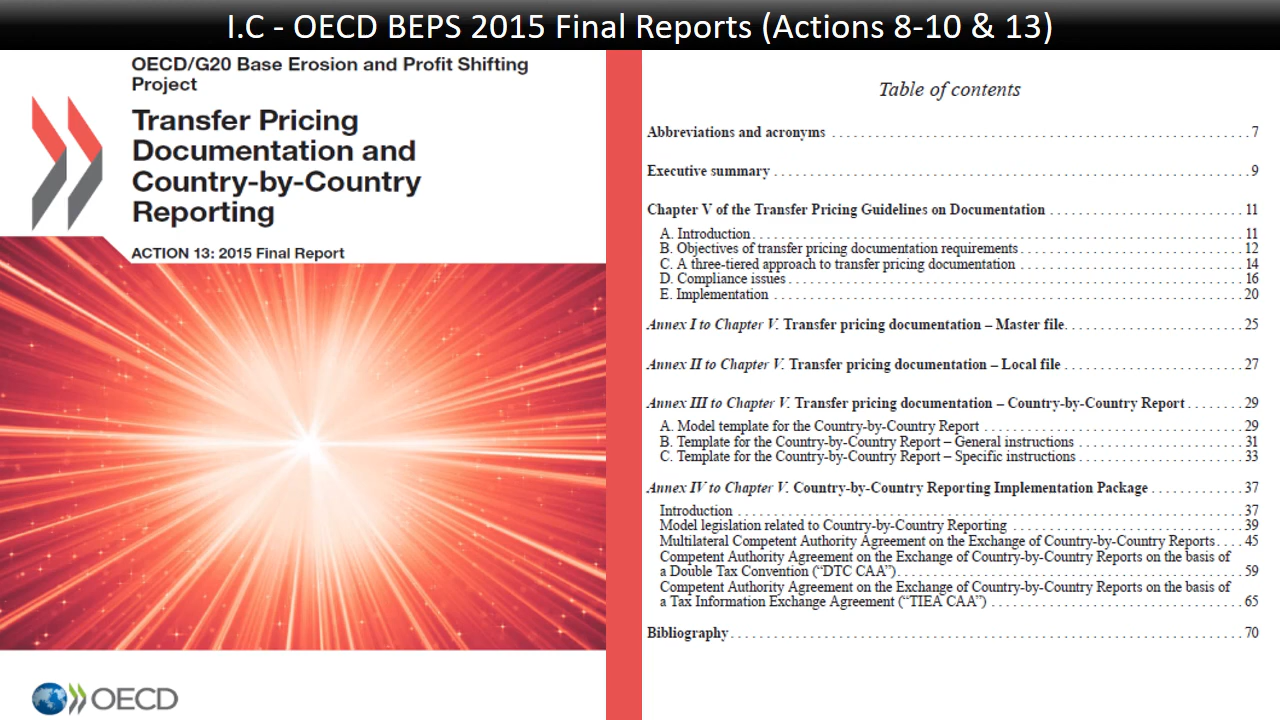 I.C - OECD BEPS 2015 Final Reports (Actions 8-10 & 13)
OECD/G20 Base Erosion and Profit Shifting
Project
Transfer Pricing
Documentation and
Country-by-Country
Reporting
ACTION 13: 2015 Final Report
OECD
Table of contents
Abbreviations and acronyms . . . . . . . . . . 7
Executive summary . . . . . . . . . . 9
Chapter V of the Transfer Pricing Guidelines on Documentation . . . . . . . . . . 11
A. Introduction . . . . . . . . . . 11
B. Objectives of transfer pricing documentation requirements . . . . . . . . . . 12
C. A three-tiered approach to transfer pricing documentation . . . . . . . . . . 14
D. Compliance issues . . . . . . . . . . 16
E. Implementation . . . . . . . . . . 20
Annex I to Chapter V. Transfer pricing documentation – Master file. . . . . . . . . . 25
Annex II to Chapter V. Transfer pricing documentation – Local file . . . . . . . . . . 27
Annex III to Chapter V. Transfer pricing documentation – Country-by-Country Report . . . . . . . . 29
A. Model template for the Country-by-Country Report . . . . . . . . . . 29
B. Template for the Country-by-Country Report – General instructions . . . . . . . . . . 31
C. Template for the Country-by-Country Report – Specific instructions . . . . . . . . . . 33
Annex IV to Chapter V. Country-by-Country Reporting Implementation Package . . . . . . . . . . 37
Introduction . . . . . . . . . . 37
Model legislation related to Country-by-Country Reporting . . . . . . . . . . 39
Multilateral Competent Authority Agreement on the Exchange of Country-by-Country Reports. . . . 45
Competent Authority Agreement on the Exchange of Country-by-Country Reports on the basis of
a Double Tax Convention (“DTC CAA”). . . . . . . . . . 59
Competent Authority Agreement on the Exchange of Country-by-Country Reports on the basis of
a Tax Information Exchange Agreement (“TIEA CAA”) . . . . . . . . . . 65
Bibliography . . . . . . . . . . 70